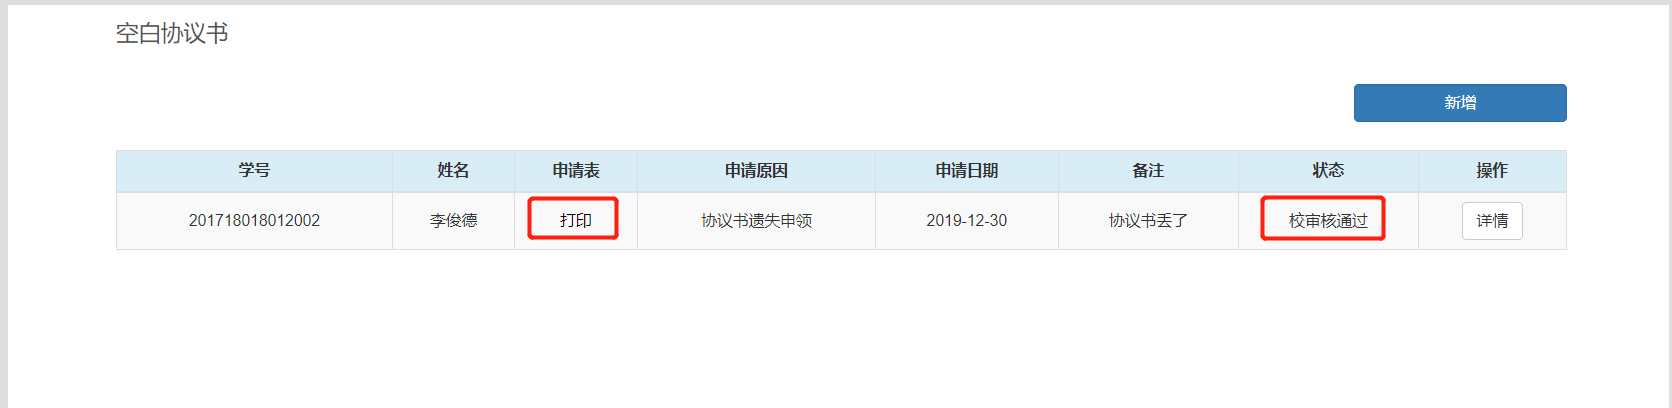 空白协议书
新增
学号 姓名 申请表 申请原因 申请日期 备注 状态 操作
201718018012002 李俊德 打印 协议书遗失申领 2019-12-30 协议书丢了 校审核通过 详情